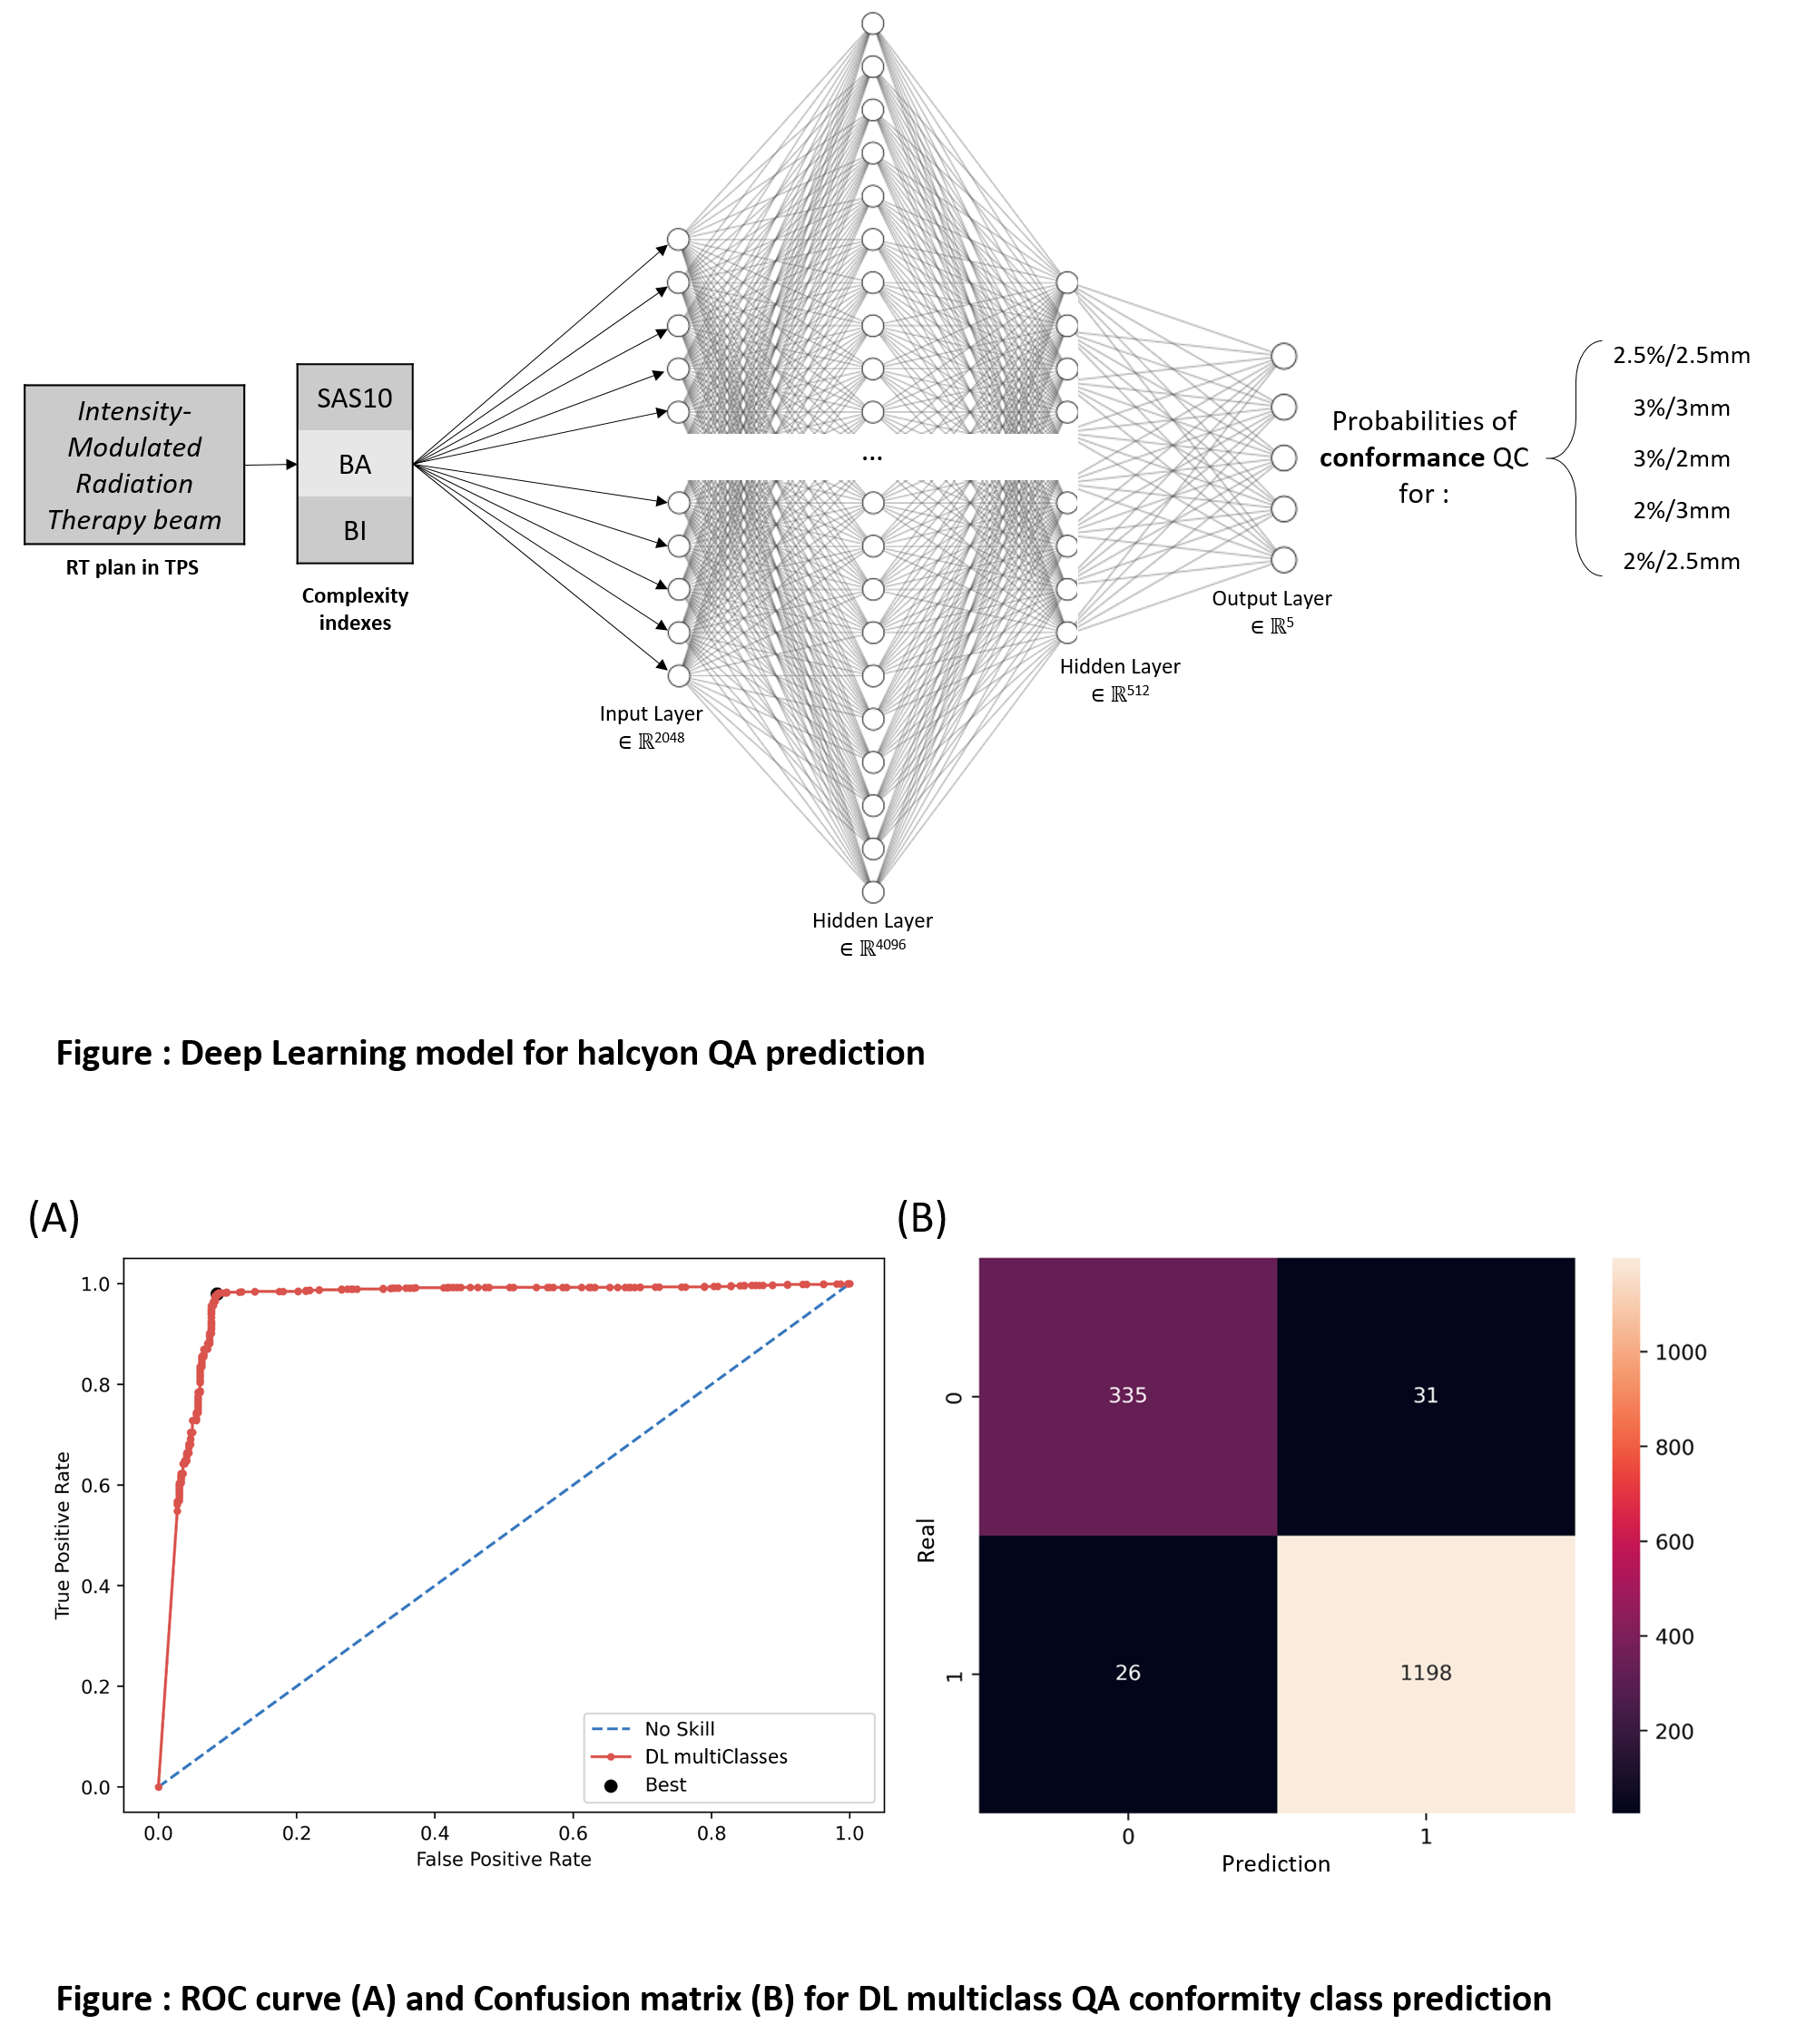 Intensity-
Modulated
Radiation
Therapy beam
RT plan in TPS
SAS10
BA
BI
Complexity
indexes
...
Input Layer
∈ ℝ²⁰⁴⁸
Hidden Layer
∈ ℝ⁴⁰⁹⁶
Hidden Layer
∈ ℝ⁵¹²
Output Layer
∈ ℝ⁵
Probabilities of
conformance QC
for :
2.5%/2.5mm
3%/3mm
3%/2mm
2%/3mm
2%/2.5mm
Figure : Deep Learning model for halcyon QA prediction
(A)
True Positive Rate
1.0
0.8
0.6
0.4
0.2
0.0
No Skill
DL multiClasses
Best
0.0 0.2 0.4 0.6 0.8 1.0
False Positive Rate
(B)
Real
0
1
335 31
26 1198
0 1
Prediction
1000
800
600
400
200
Figure : ROC curve (A) and Confusion matrix (B) for DL multiclass QA conformity class prediction